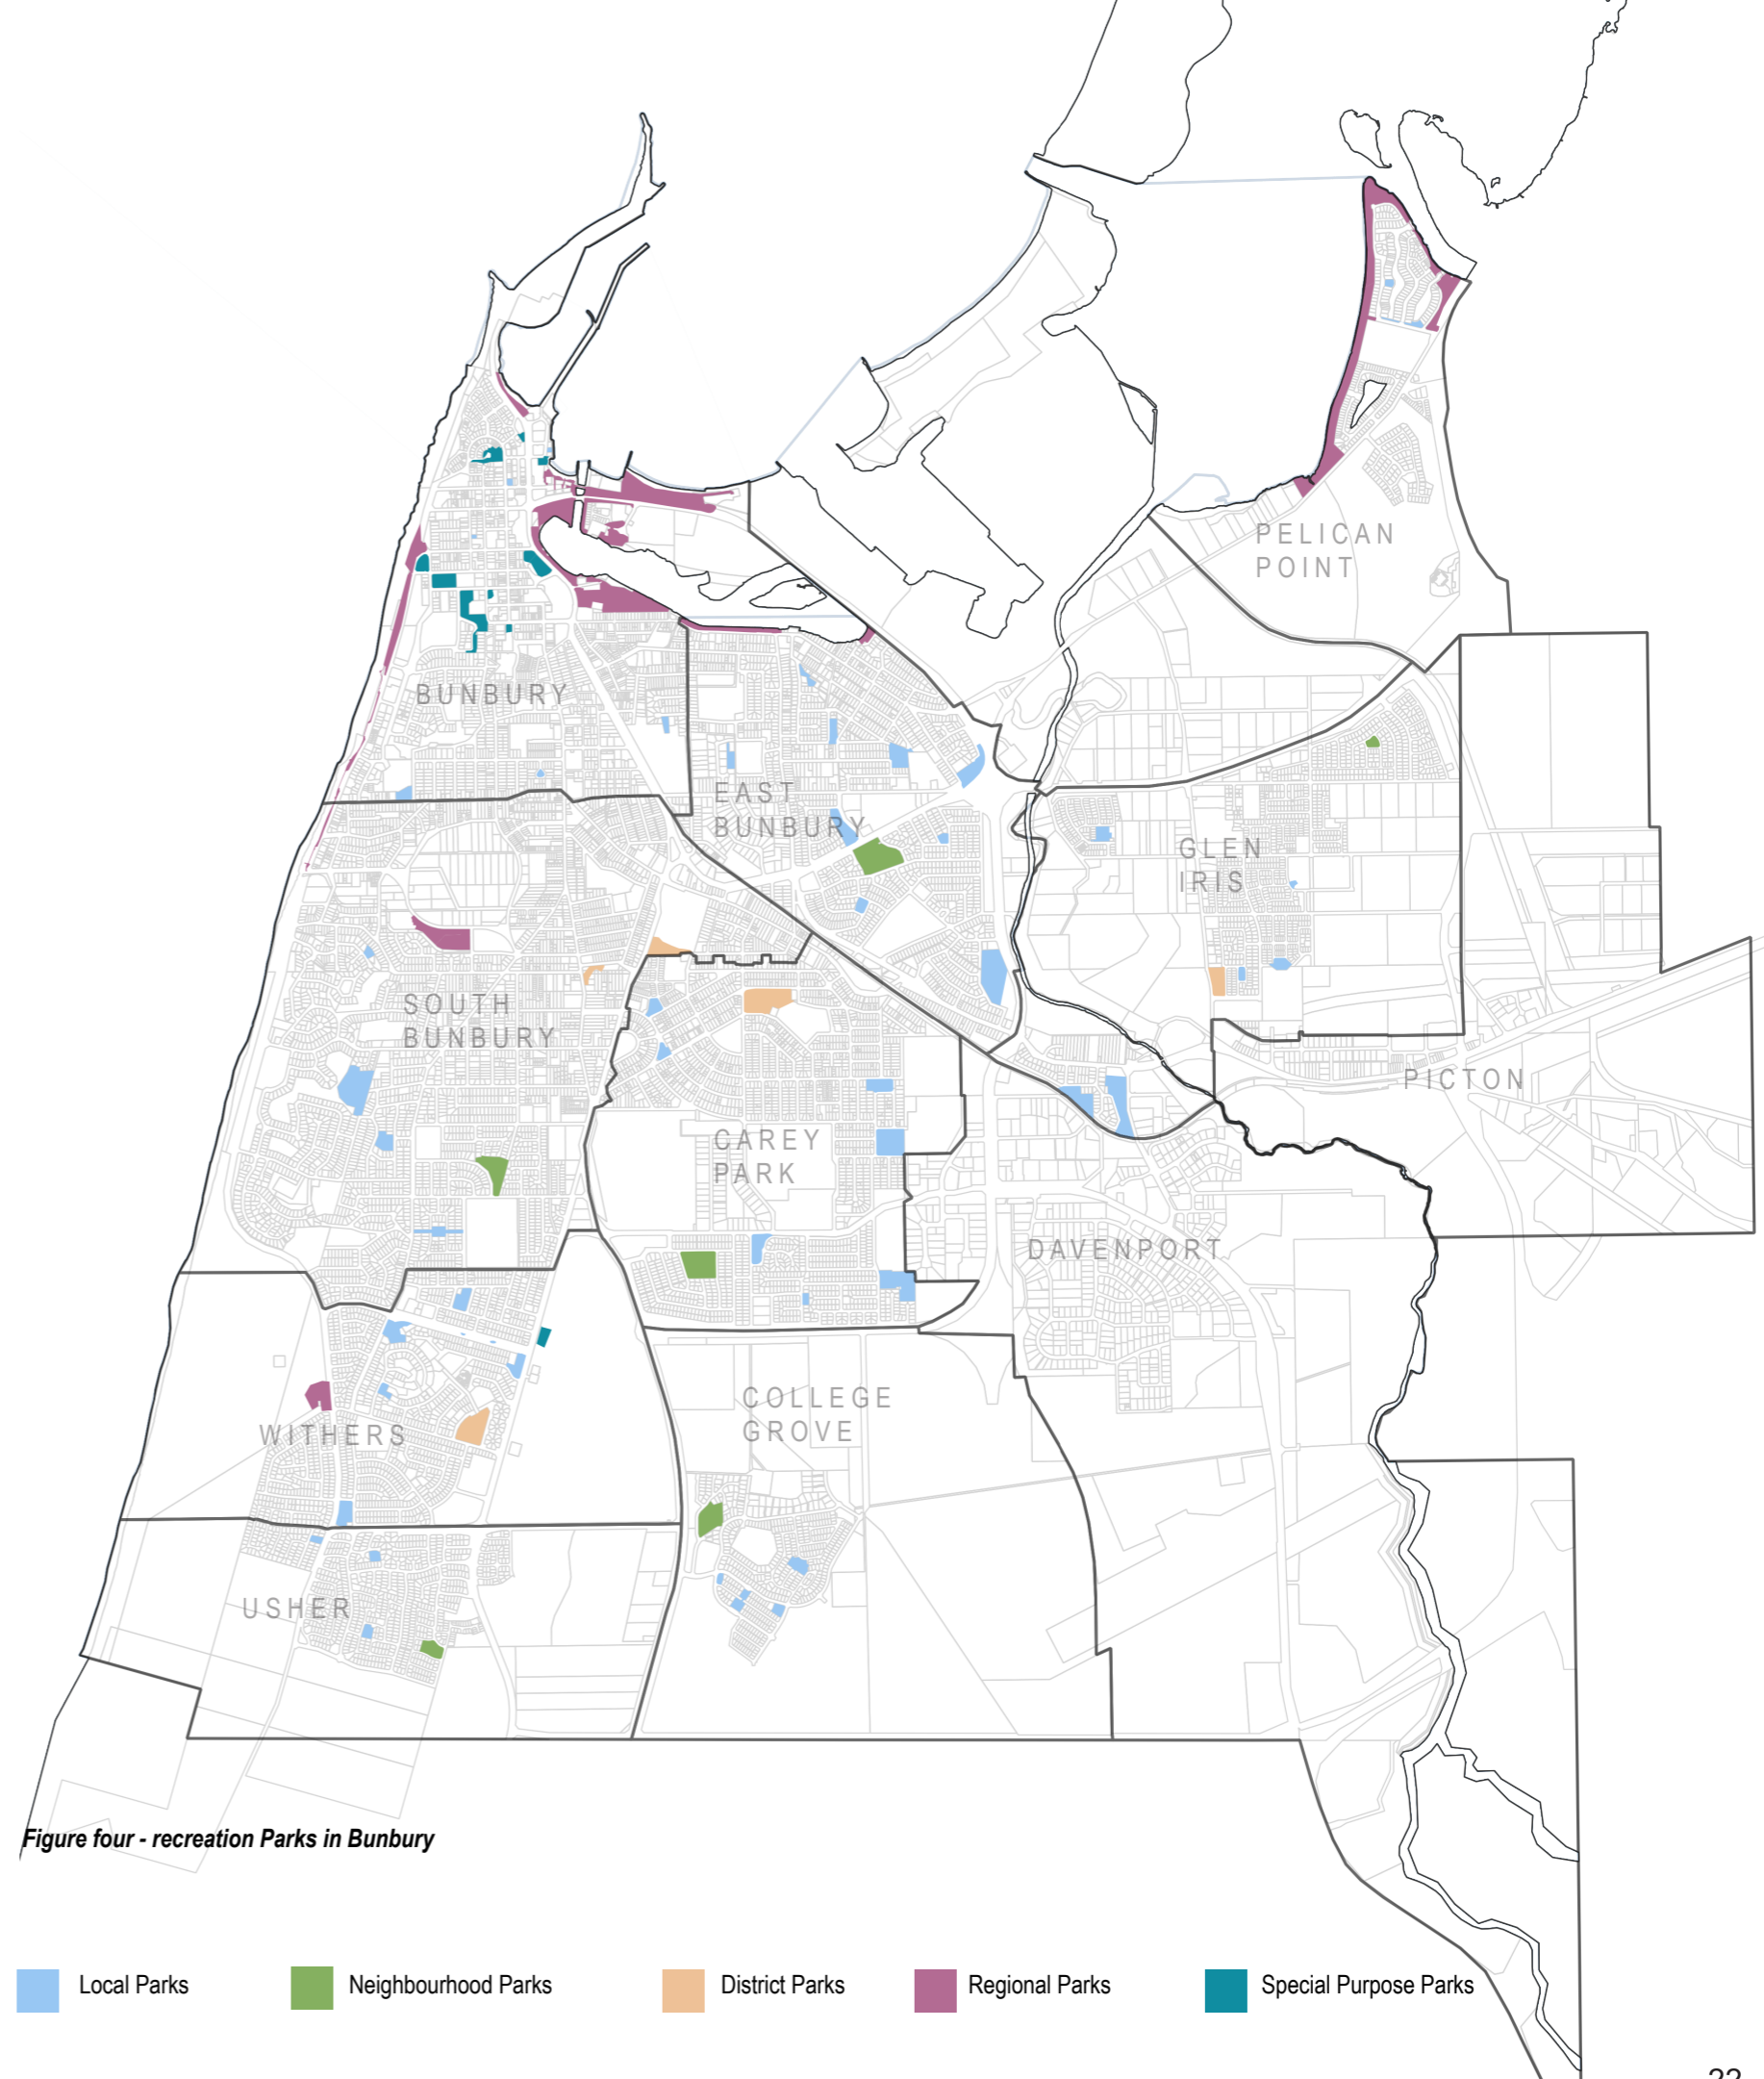 PELICAN
POINT
BUNBURY
EAST
BUNBURY
GLEN
IRIS
SOUTH
BUNBURY
PICTON
CAREY
PARK
DAVENPORT
COLLEGE
GROVE
WITHERS
USHER
Figure four - recreation Parks in Bunbury
Local Parks
Neighbourhood Parks
District Parks
Regional Parks
Special Purpose Parks